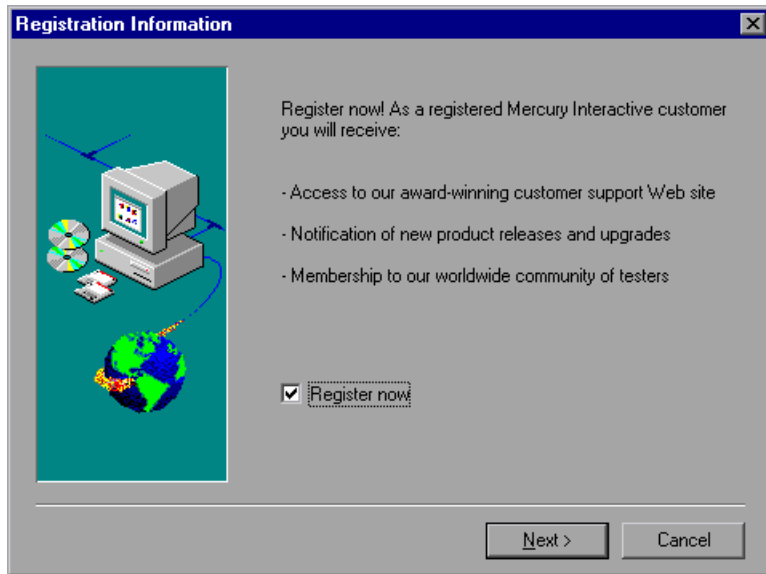 Registration Information
Register now! As a registered Mercury Interactive customer
you will receive:
- Access to our award-winning customer support Web site
- Notification of new product releases and upgrades
- Membership to our worldwide community of testers
Register now
Next >
Cancel